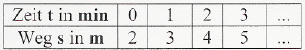 Zeit t in min 0 1 2 3 ...
Weg s in m 2 3 4 5 ...